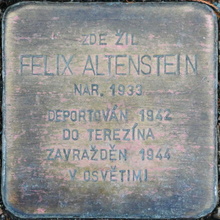 ZDE ŽIL
FELIX ALTENSTEIN
NAR. 1933
DEPORTOVÁN 1942
DO TEREZÍNA
ZAVRAŽDĚN 1944
V OSVĚTIMI